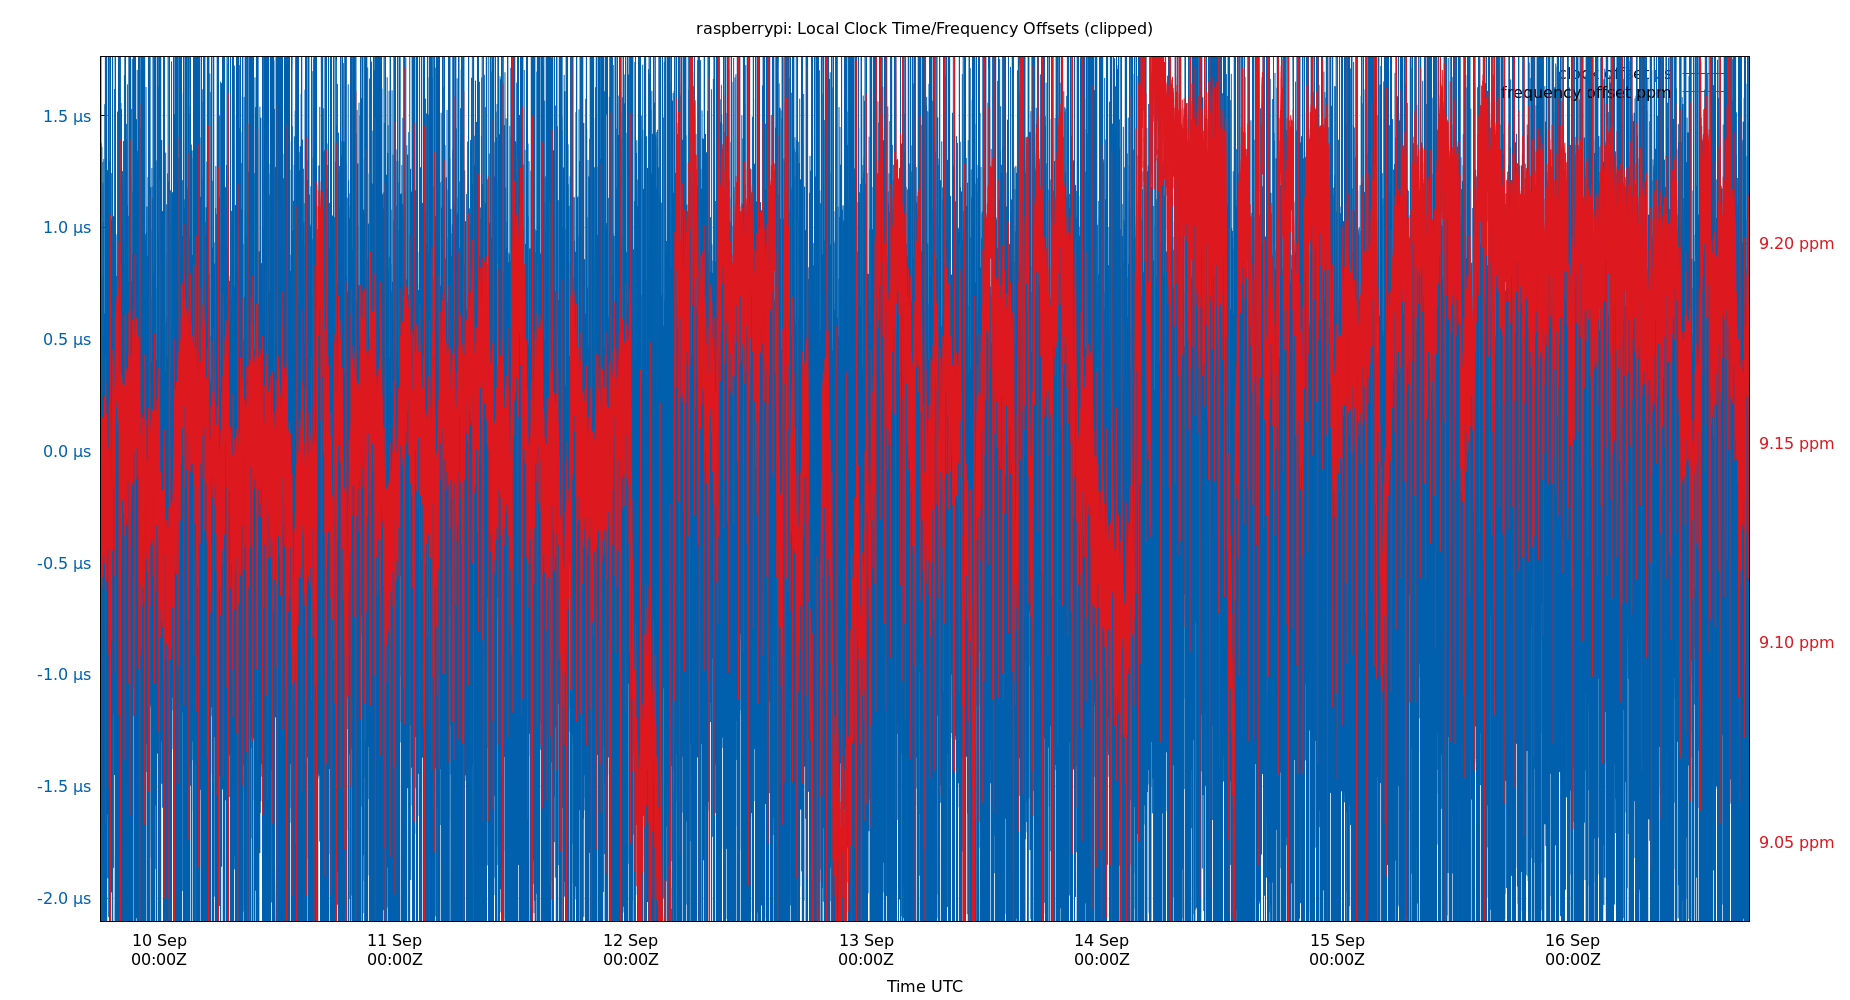 raspberrypi: Local Clock Time/Frequency Offsets (clipped)
clock offset µs
frequency offset ppm
1.5 µs
1.0 µs
9.20 ppm
0.5 µs
0.0 µs
9.15 ppm
-0.5 µs
9.10 ppm
-1.0 µs
-1.5 µs
9.05 ppm
-2.0 µs
10 Sep 11 Sep 12 Sep 13 Sep 14 Sep 15 Sep 16 Sep
00:00Z 00:00Z 00:00Z 00:00Z 00:00Z 00:00Z 00:00Z
Time UTC